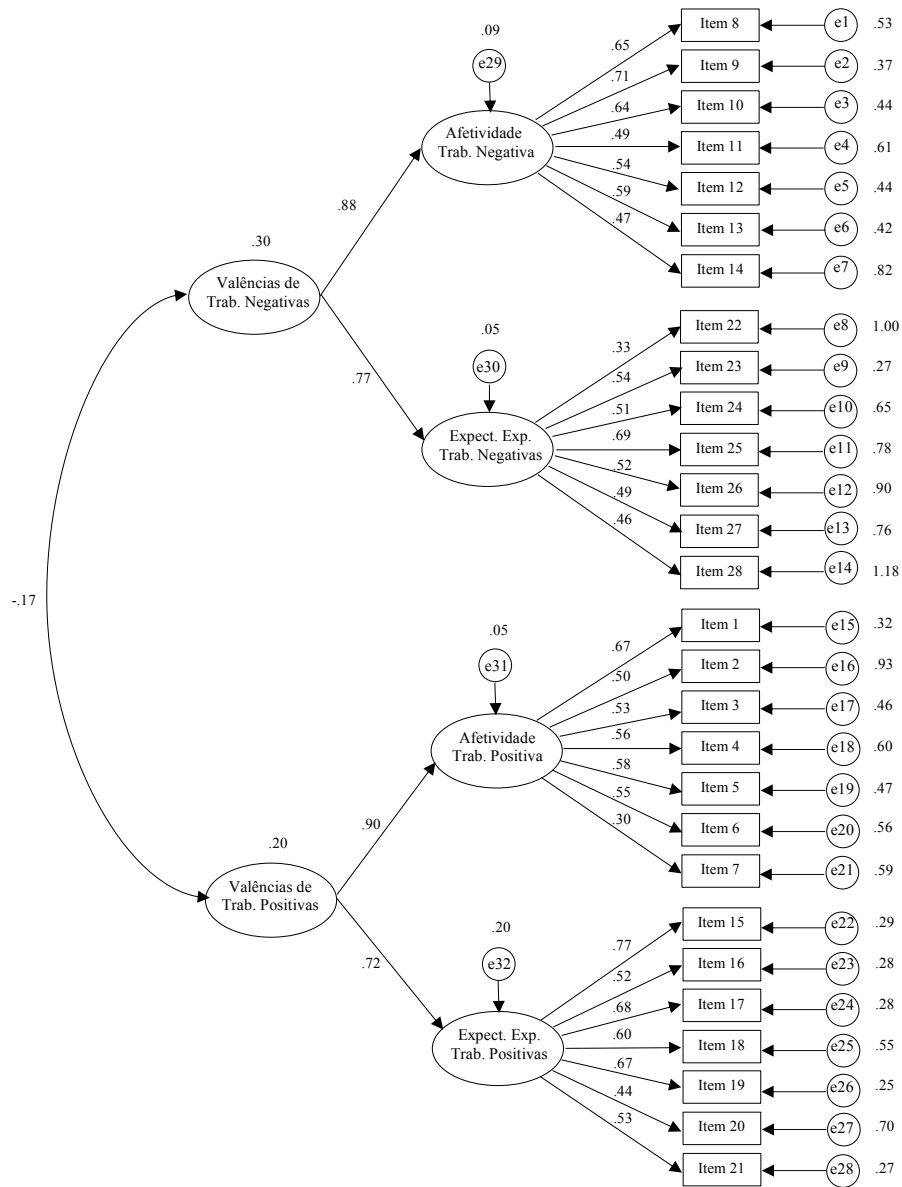 .09
e29
Afetividade
Trab. Negativa
.65
.71
.64
.49
.54
.59
.47
Item 8
e1
.53
Item 9
e2
.37
Item 10
e3
.44
Item 11
e4
.61
Item 12
e5
.44
Item 13
e6
.42
Item 14
e7
.82
.88
.30
Valências de
Trab. Negativas
.77
.05
e30
Expect. Exp.
Trab. Negativas
.33
.54
.51
.69
.52
.49
.46
Item 22
e8
1.00
Item 23
e9
.27
Item 24
e10
.65
Item 25
e11
.78
Item 26
e12
.90
Item 27
e13
.76
Item 28
e14
1.18
-.17
.05
e31
Afetividade
Trab. Positiva
.67
.50
.53
.56
.58
.55
.30
Item 1
e15
.32
Item 2
e16
.93
Item 3
e17
.46
Item 4
e18
.60
Item 5
e19
.47
Item 6
e20
.56
Item 7
e21
.59
.90
.20
Valências de
Trab. Positivas
.72
.20
e32
Expect. Exp.
Trab. Positivas
.77
.52
.68
.60
.67
.44
.53
Item 15
e22
.29
Item 16
e23
.28
Item 17
e24
.28
Item 18
e25
.55
Item 19
e26
.25
Item 20
e27
.70
Item 21
e28
.27